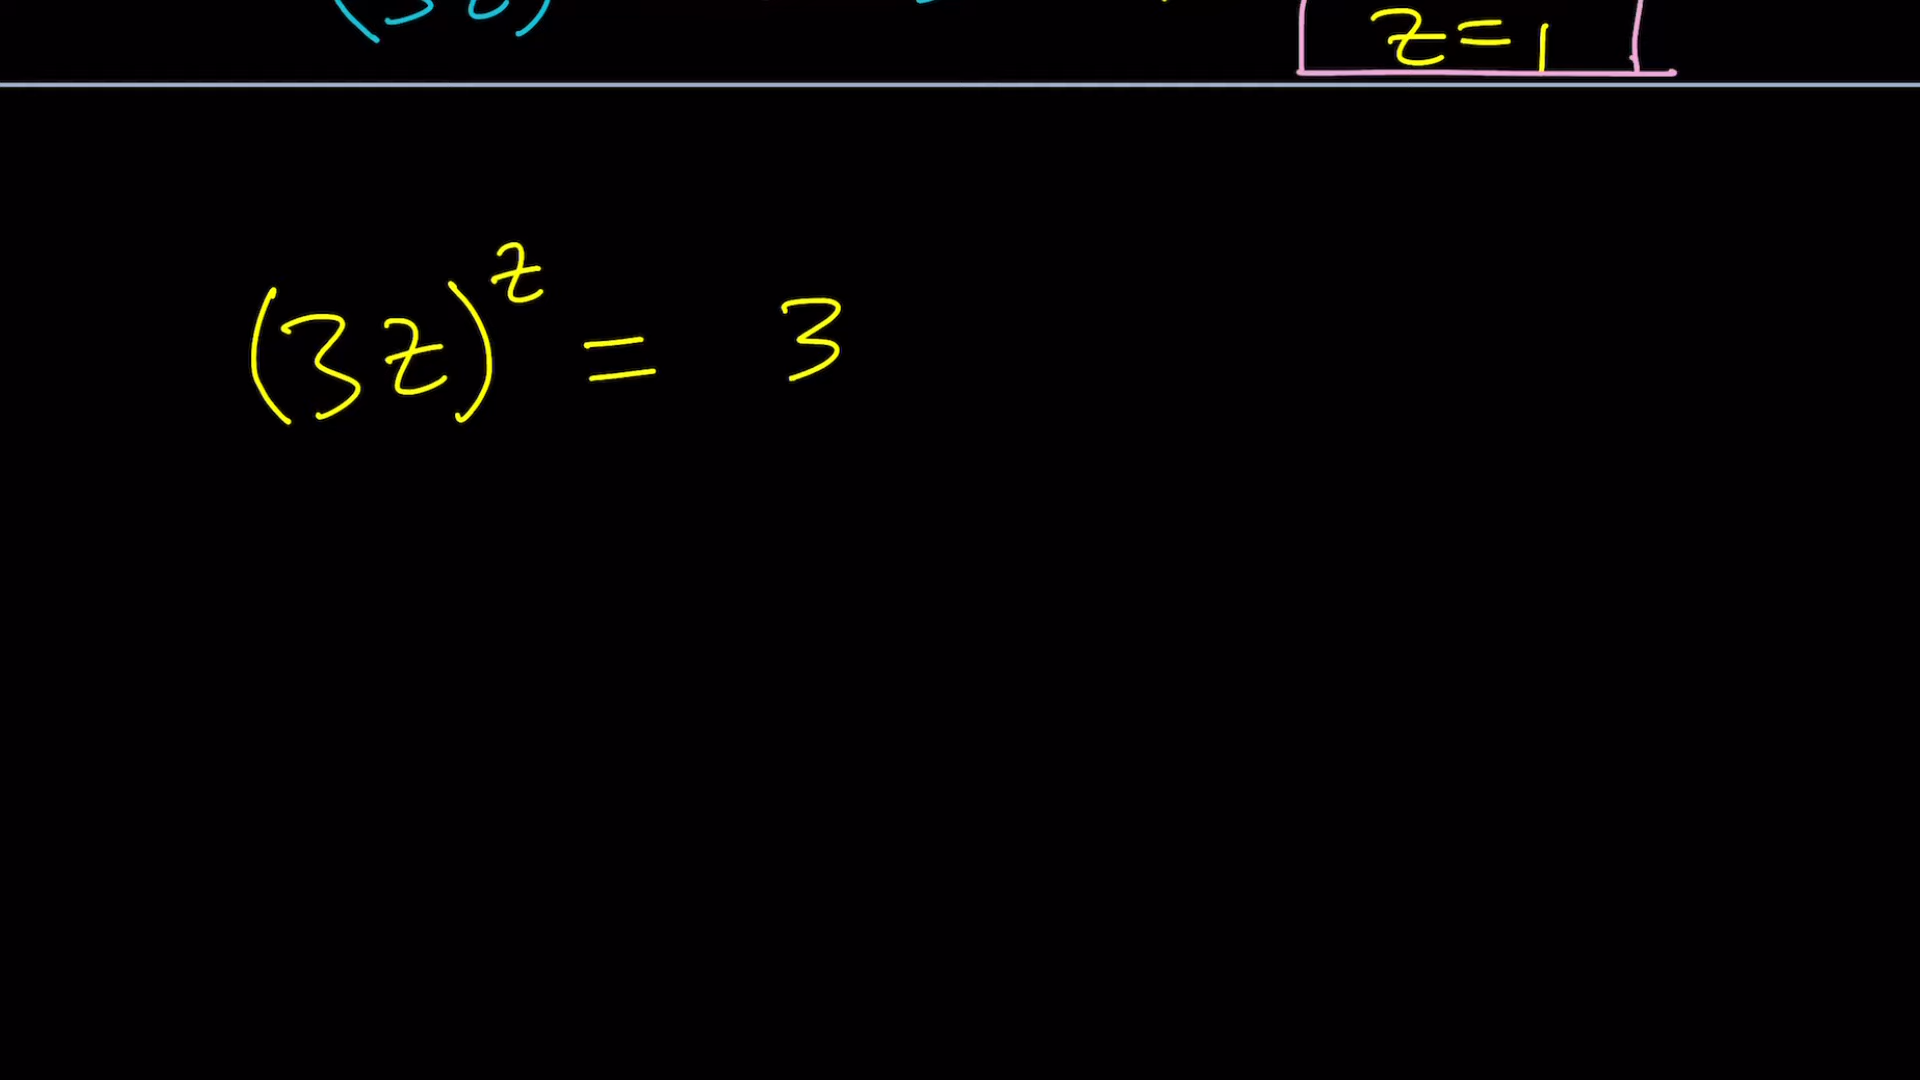 z = 1
(3z)^z = 3